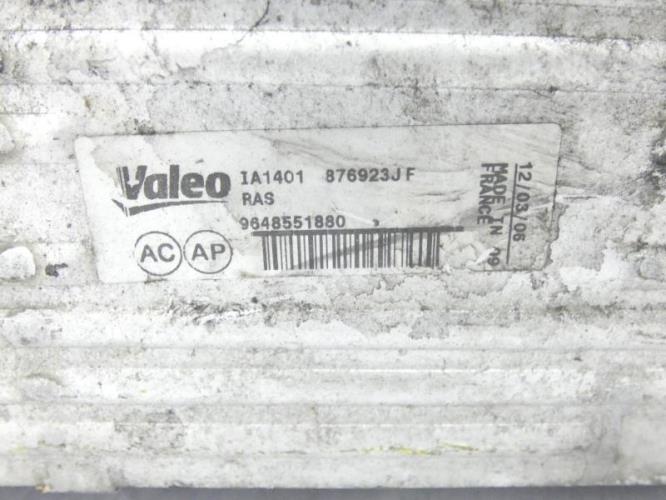 Valeo
IA1401 876923J F
RAS
9648551880
AC AP
12/03/06
MADE IN
FRANCE